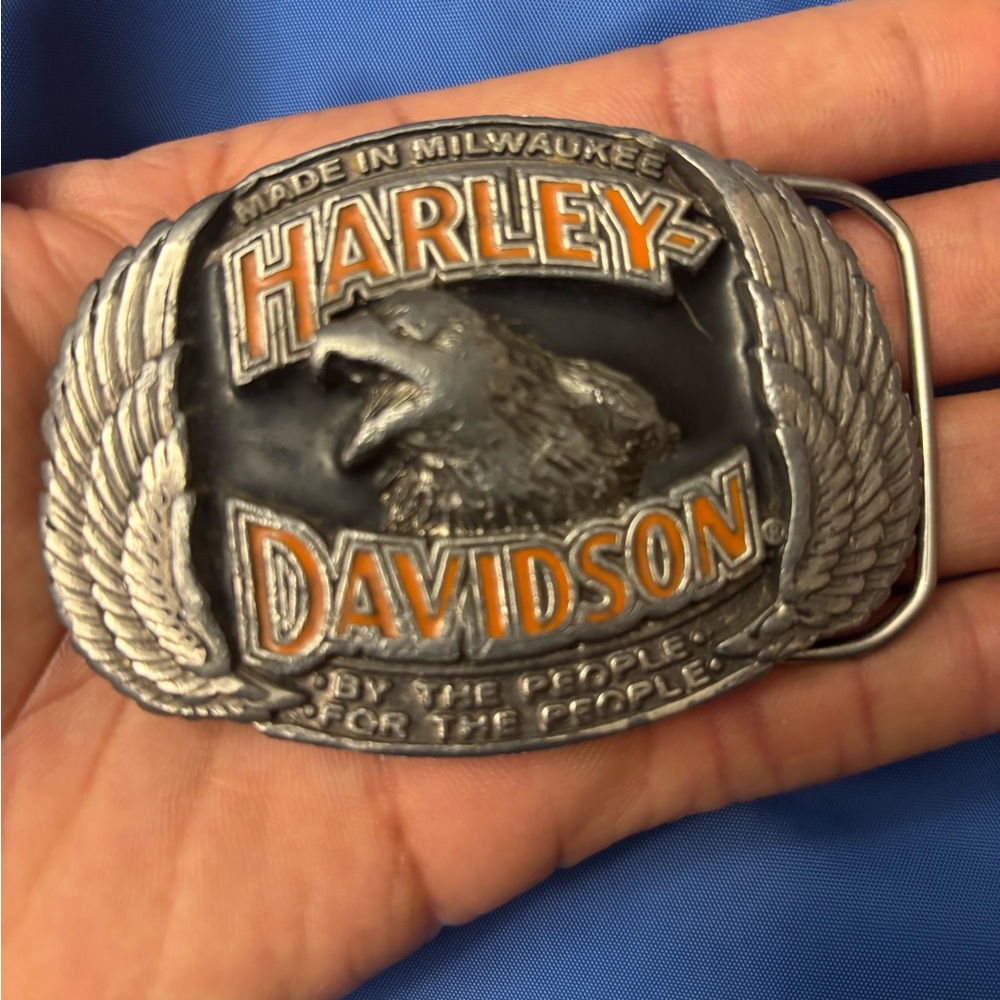 MADE IN MILWAUKEE
HARLEY-
DAVIDSON®
·BY THE PEOPLE·
·FOR THE PEOPLE·